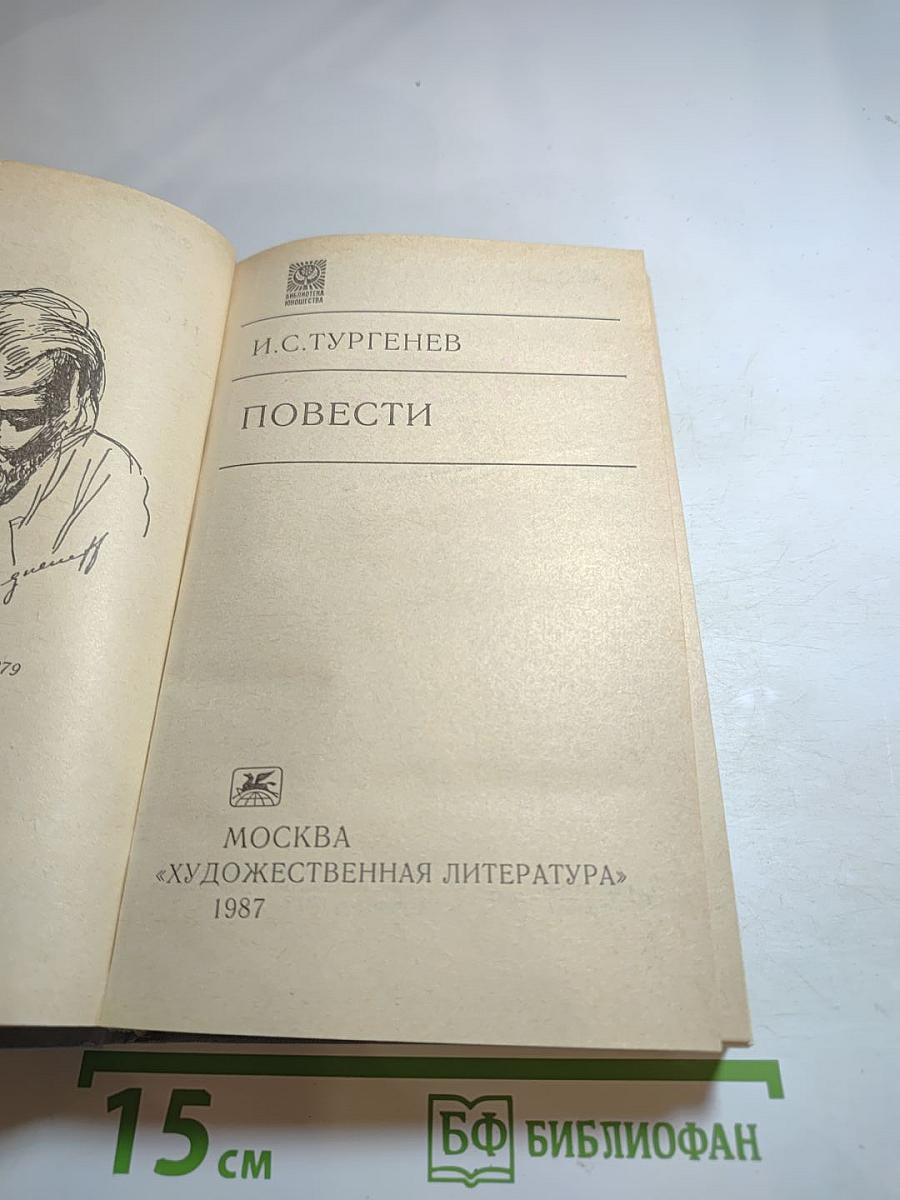 БИБЛИОТЕКА
ЮНОШЕСТВА
И.С.ТУРГЕНЕВ
ПОВЕСТИ
МОСКВА
«ХУДОЖЕСТВЕННАЯ ЛИТЕРАТУРА»
1987
15 см
БФ БИБЛИОФАН